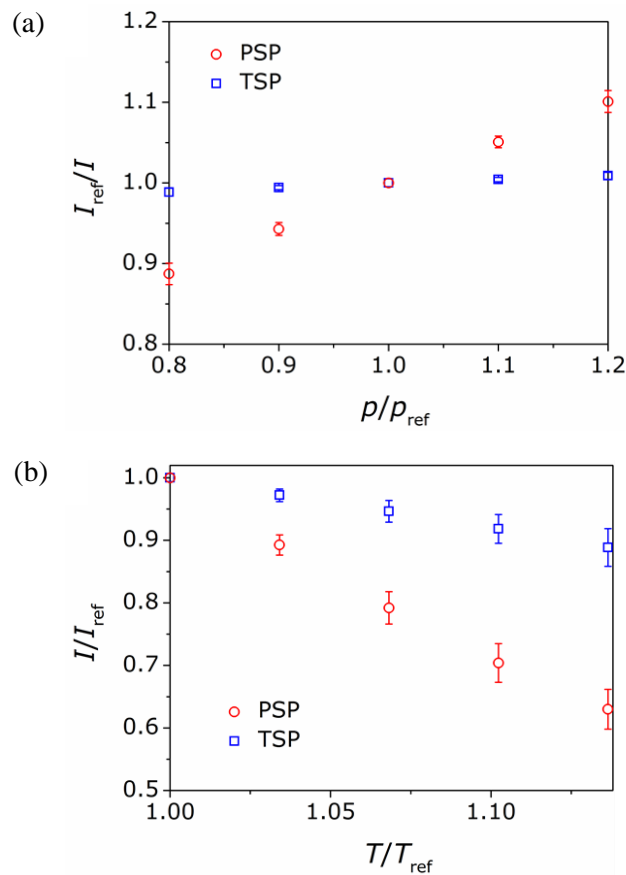 (a)
1.2
PSP
TSP
1.1
1.0
0.9
0.8
I_ref/I
0.8 0.9 1.0 1.1 1.2
p/p_ref
(b)
1.0
0.9
0.8
0.7
0.6
0.5
I/I_ref
PSP
TSP
1.00 1.05 1.10
T/T_ref